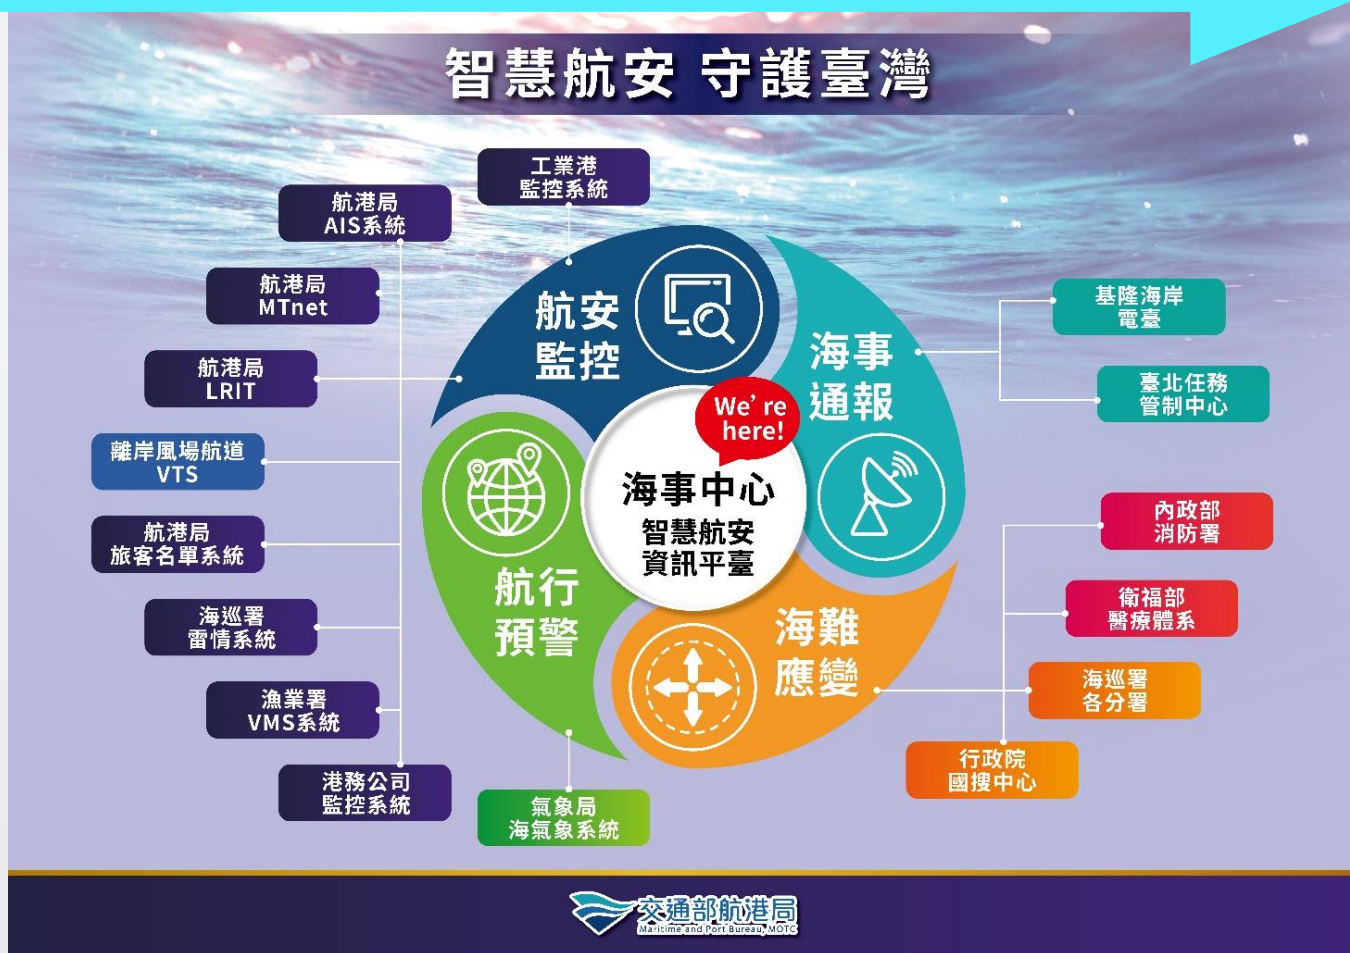 智慧航安 守護臺灣
工業港
監控系統
航港局
AIS系統
航港局
MTnet
航港局
LRIT
離岸風場航道
VTS
航港局
旅客名單系統
海巡署
雷情系統
漁業署
VMS系統
港務公司
監控系統
航安
監控
海事
通報
We're
here!
海事中心
智慧航安
資訊平臺
航行
預警
海難
應變
基隆海岸
電臺
臺北任務
管制中心
內政部
消防署
衛福部
醫療體系
海巡署
各分署
行政院
國搜中心
氣象局
海氣象系統
交通部航港局
Maritime and Port Bureau, MOTC